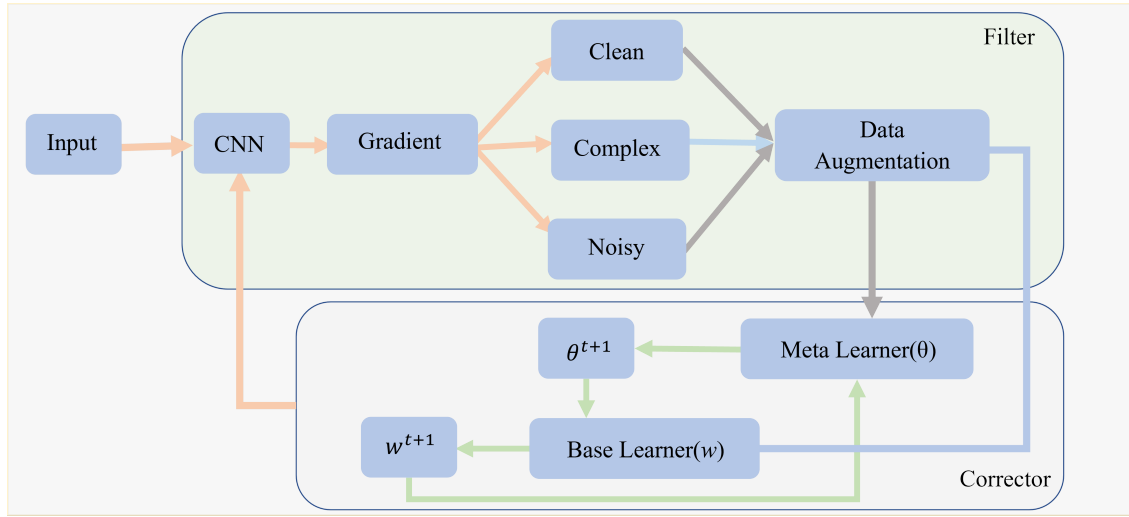 Filter
Clean
Input
CNN
Gradient
Complex
Data
Augmentation
Noisy
θ^{t+1}
Meta Learner(θ)
w^{t+1}
Base Learner(w)
Corrector